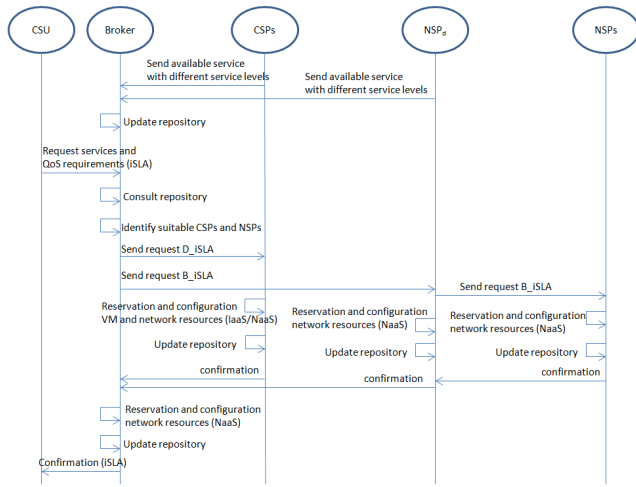 CSU
Broker
CSPs
NSPd
NSPs
Send available service
with different service levels
Send available service
with different service levels
Update repository
Request services and
QoS requirements (iSLA)
Consult repository
Identify suitable CSPs and NSPs
Send request D_iSLA
Send request B_iSLA
Send request B_iSLA
Reservation and configuration
VM and network resources (IaaS/NaaS)
Reservation and configuration
network resources (NaaS)
Reservation and configuration
network resources (NaaS)
Update repository
Update repository
Update repository
confirmation
confirmation
confirmation
Reservation and configuration
network resources (NaaS)
Update repository
Confirmation (iSLA)